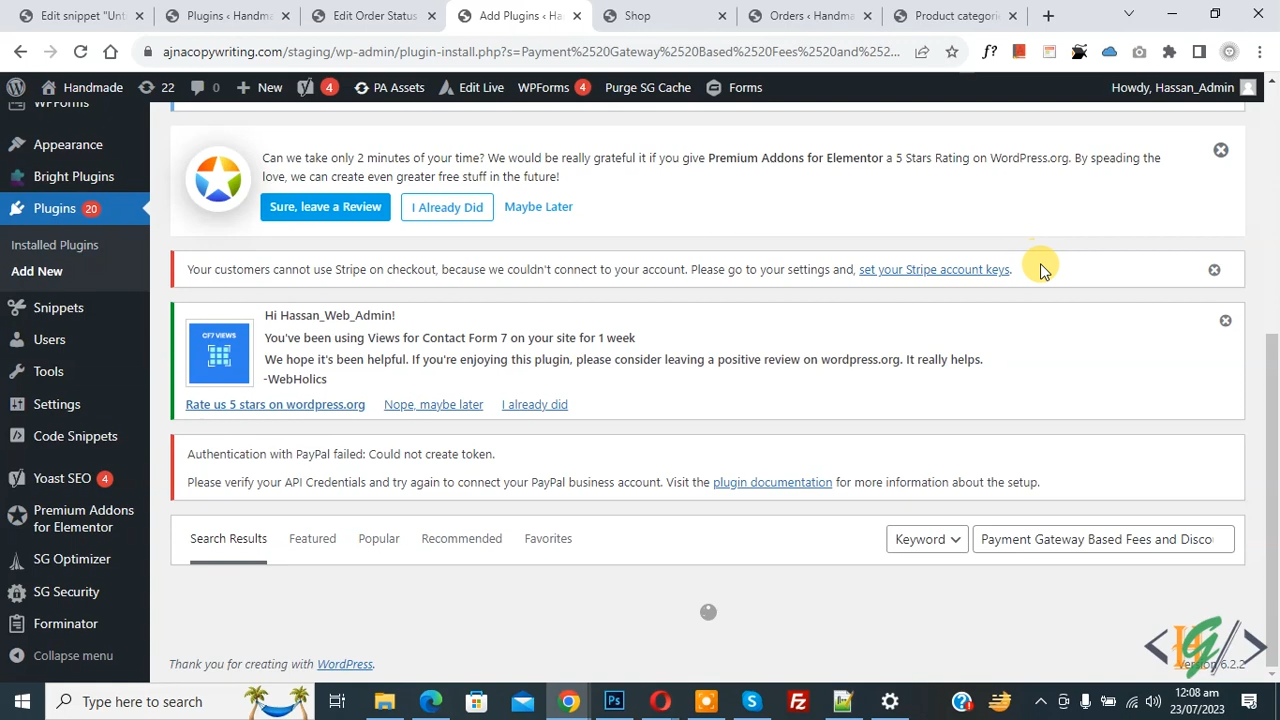 Edit snippet "Unt
Plugins ‹ Handma
Edit Order Status
Add Plugins ‹ Ha
Shop
Orders ‹ Handma
Product categorie
ajnacopywriting.com/staging/wp-admin/plugin-install.php?s=Payment%2520Gateway%2520Based%2520Fees%2520and%252...
f?
Handmade
22
0
New
4
PA Assets
Edit Live
WPForms 4
Purge SG Cache
Forms
Howdy, Hassan_Admin
WPForms
Appearance
Bright Plugins
Plugins 20
Installed Plugins
Add New
Snippets
Users
Tools
Settings
Code Snippets
Yoast SEO 4
Premium Addons
for Elementor
SG Optimizer
SG Security
Forminator
Collapse menu
Can we take only 2 minutes of your time? We would be really grateful if you give Premium Addons for Elementor a 5 Stars Rating on WordPress.org. By speading the
love, we can create even greater free stuff in the future!
Sure, leave a Review
I Already Did
Maybe Later
Your customers cannot use Stripe on checkout, because we couldn't connect to your account. Please go to your settings and, set your Stripe account keys.
CF7 VIEWS
Hi Hassan_Web_Admin!
You've been using Views for Contact Form 7 on your site for 1 week
We hope it's been helpful. If you're enjoying this plugin, please consider leaving a positive review on wordpress.org. It really helps.
-WebHolics
Rate us 5 stars on wordpress.org
Nope, maybe later
I already did
Authentication with PayPal failed: Could not create token.
Please verify your API Credentials and try again to connect your PayPal business account. Visit the plugin documentation for more information about the setup.
Search Results
Featured
Popular
Recommended
Favorites
Keyword
Payment Gateway Based Fees and Disco
Thank you for creating with WordPress.
Version 6.2.2
Type here to search
Ps
12:08 am
23/07/2023